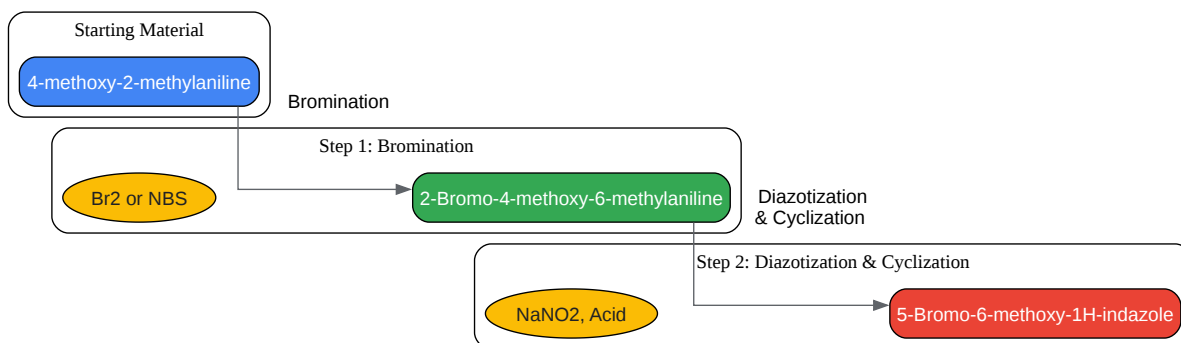 Starting Material
4-methoxy-2-methylaniline
Bromination
Step 1: Bromination
Br2 or NBS
2-Bromo-4-methoxy-6-methylaniline
Diazotization
& Cyclization
Step 2: Diazotization & Cyclization
NaNO2, Acid
5-Bromo-6-methoxy-1H-indazole